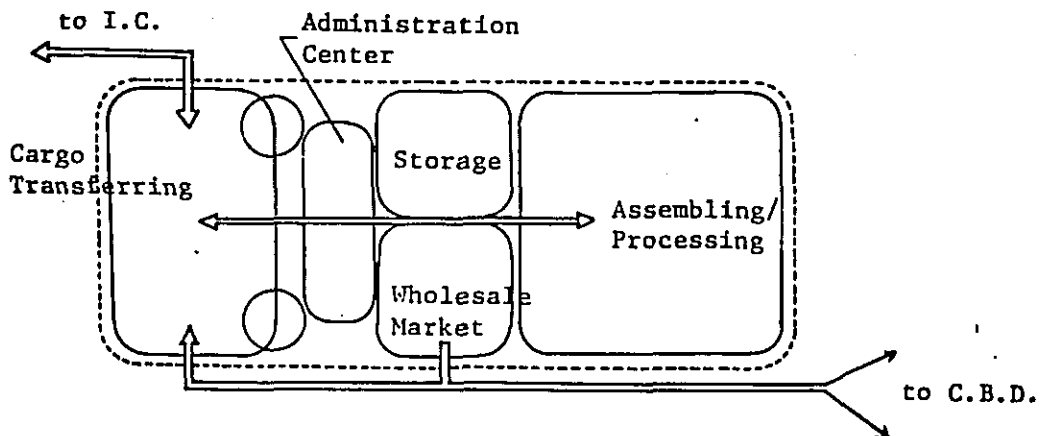 to I.C.
Administration
Center
Cargo
Transferring
Storage
Assembling/
Processing
Wholesale
Market
to C.B.D.